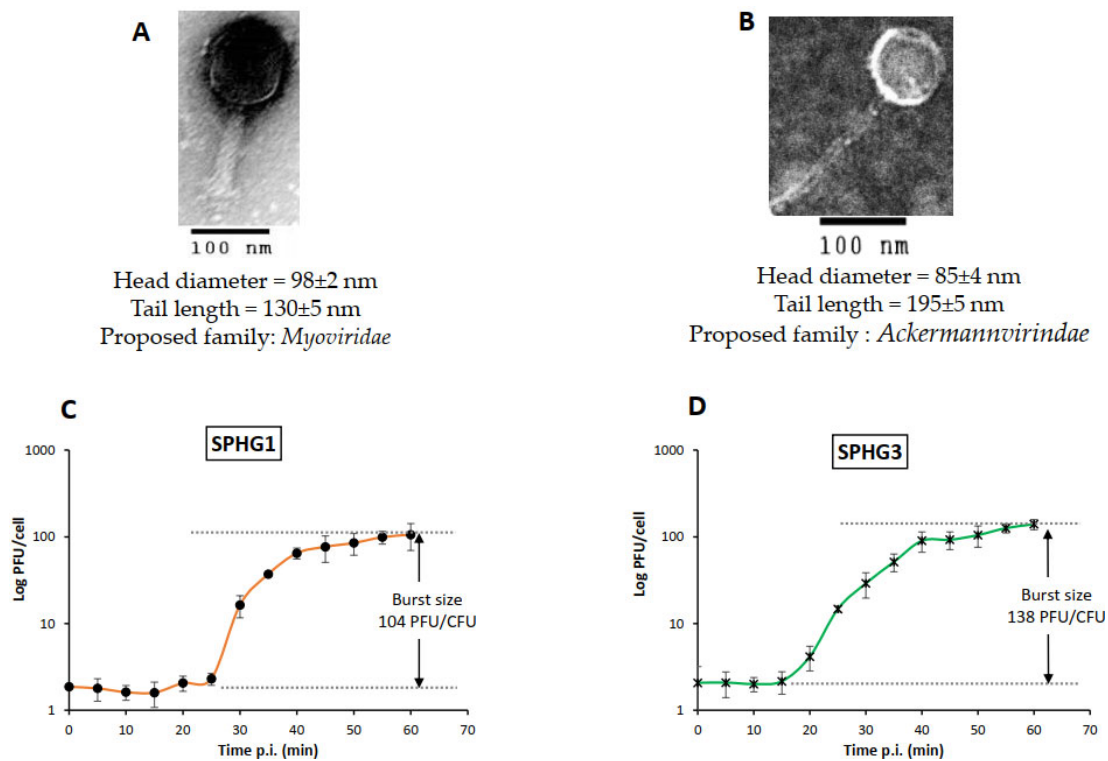 A
100 nm
Head diameter = 98±2 nm
Tail length = 130±5 nm
Proposed family: Myoviridae
B
100 nm
Head diameter = 85±4 nm
Tail length = 195±5 nm
Proposed family : Ackermannvirindae
C
SPHG1
1000
100
10
1
Log PFU/cell
Burst size
104 PFU/CFU
0 10 20 30 40 50 60 70
Time p.i. (min)
D
SPHG3
1000
100
10
1
Log PFU/cell
Burst size
138 PFU/CFU
0 10 20 30 40 50 60 70
Time p.i. (min)